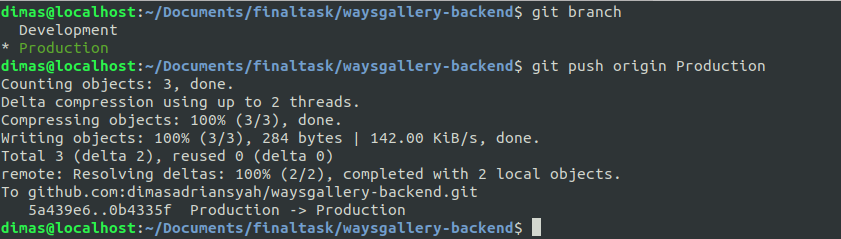 dimas@localhost:~/Documents/finaltask/waysgallery-backend$ git branch
  Development
* Production
dimas@localhost:~/Documents/finaltask/waysgallery-backend$ git push origin Production
Counting objects: 3, done.
Delta compression using up to 2 threads.
Compressing objects: 100% (3/3), done.
Writing objects: 100% (3/3), 284 bytes | 142.00 KiB/s, done.
Total 3 (delta 2), reused 0 (delta 0)
remote: Resolving deltas: 100% (2/2), completed with 2 local objects.
To github.com:dimasadriansyah/waysgallery-backend.git
   5a439e6..0b4335f  Production -> Production
dimas@localhost:~/Documents/finaltask/waysgallery-backend$